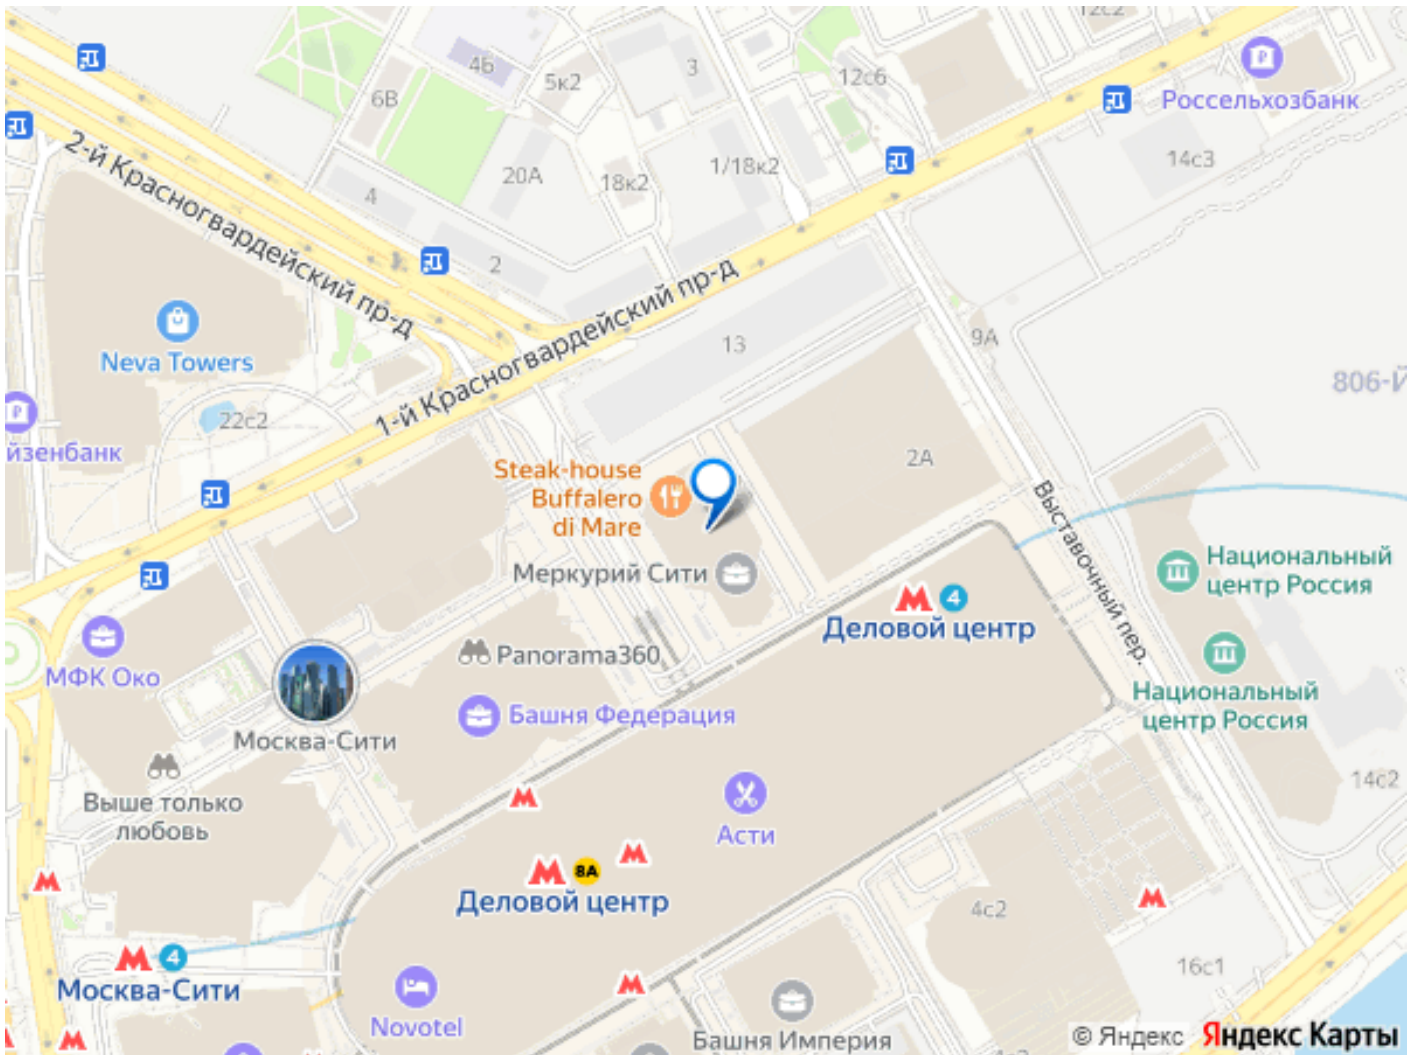 12с2
4Б
3
5к2
12с6
6В
Россельхозбанк
2-й Красногвардейский пр-д
20А
18к2
1/18к2
14с3
4
2
1-й Красногвардейский пр-д
13
9А
Neva Towers
806-Й
22с2
йзенбанк
2А
Steak-house
Buffalero
di Mare
Выставочный пер.
Национальный
центр Россия
Меркурий Сити
4
Деловой центр
МФК Око
Panorama360
Национальный
центр Россия
Башня Федерация
Москва-Сити
14с2
Выше только
любовь
Асти
8А
Деловой центр
4с2
4
Москва-Сити
16с1
Novotel
Башня Империя
© Яндекс Яндекс Карты